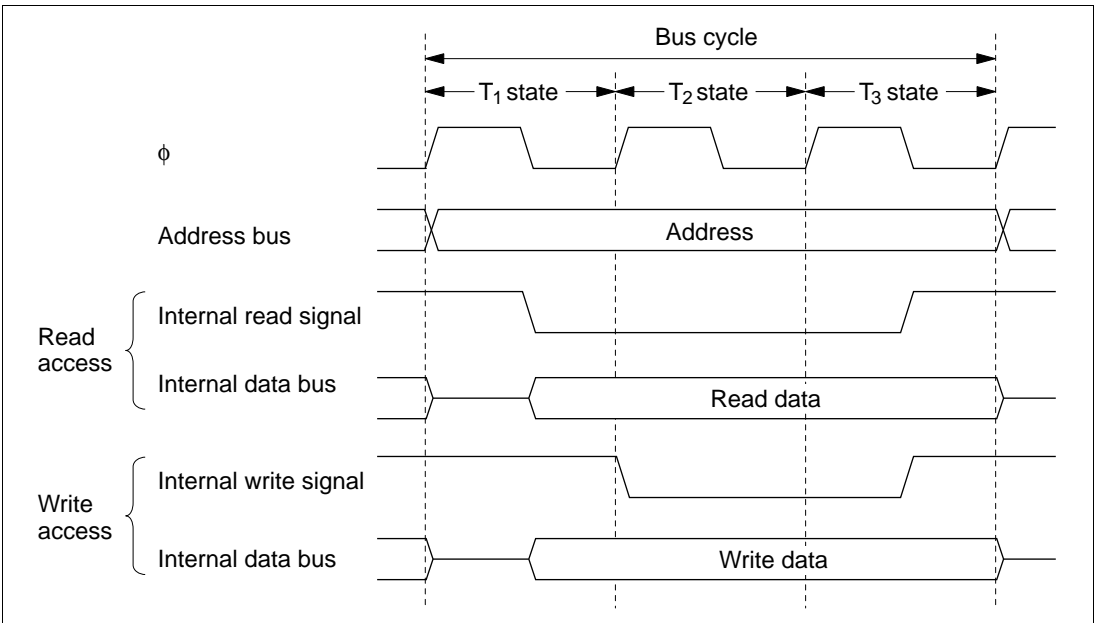 Bus cycle
T₁ state T₂ state T₃ state
ϕ
Address bus Address
Internal read signal
Read
access
Internal data bus Read data
Internal write signal
Write
access
Internal data bus Write data